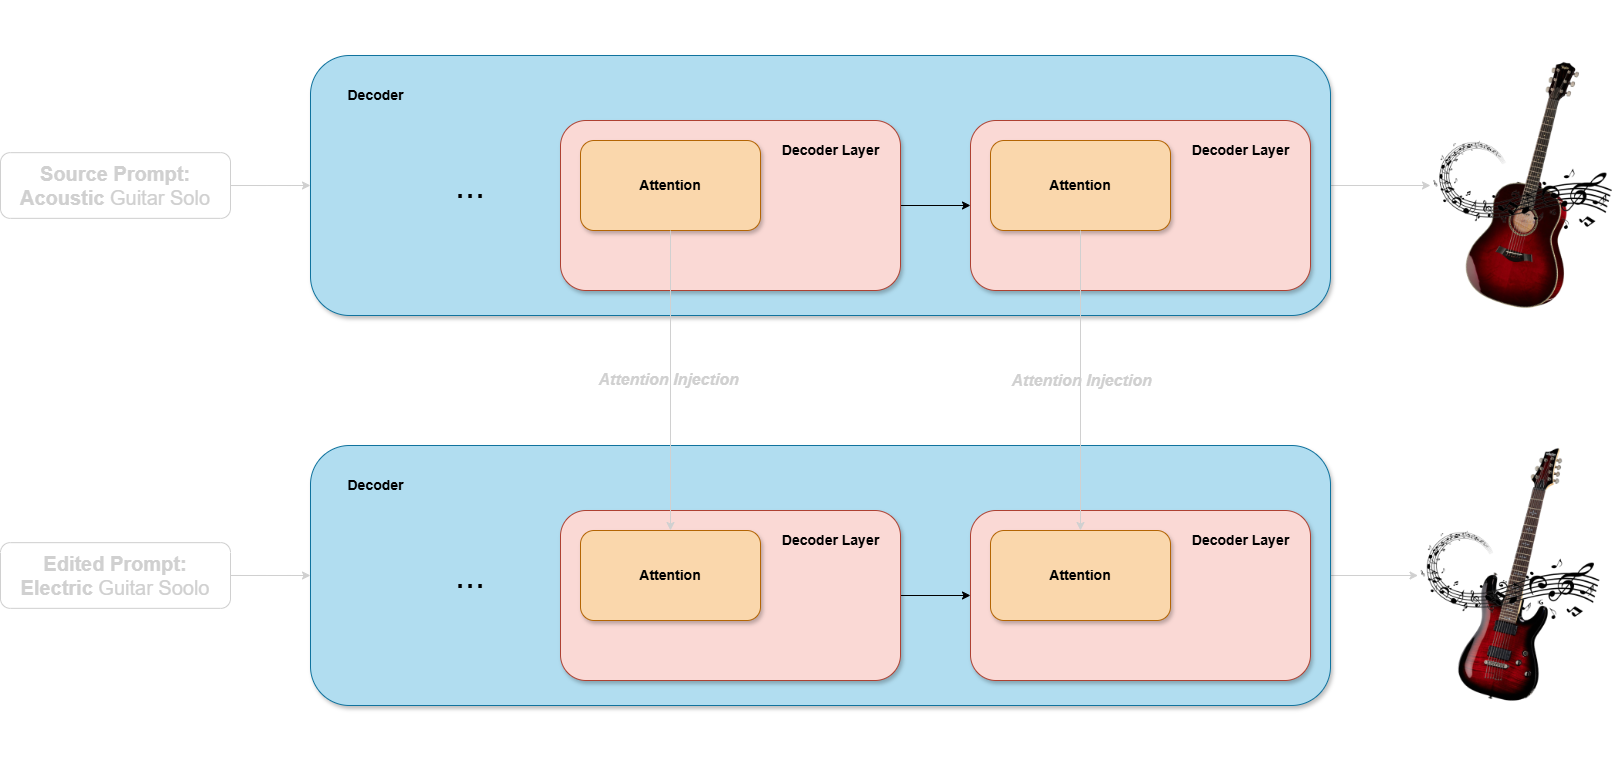 Decoder
Decoder Layer
Decoder Layer
Attention
Attention
Source Prompt:
Acoustic Guitar Solo
...
Attention Injection
Attention Injection
Decoder
Decoder Layer
Decoder Layer
Attention
Attention
Edited Prompt:
Electric Guitar Soolo
...